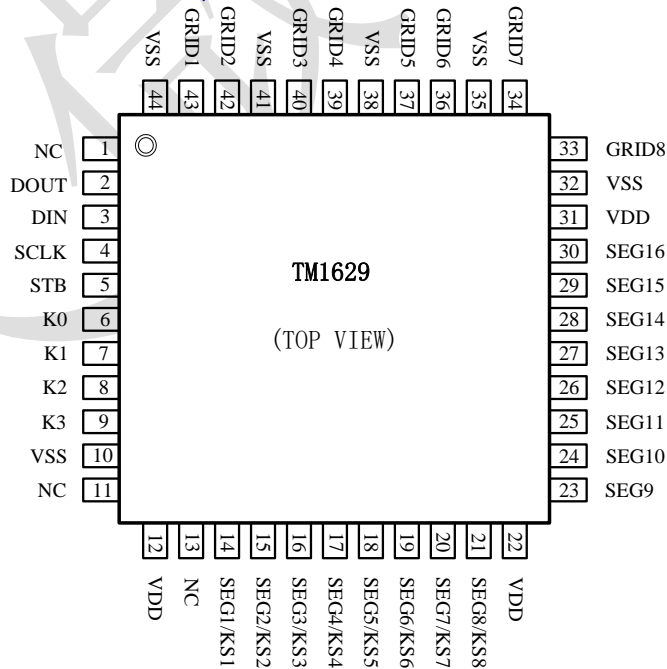 VSS GRID1 GRID2 VSS GRID3 GRID4 VSS GRID5 GRID6 VSS GRID7
44 43 42 41 40 39 38 37 36 35 34
NC 1 33 GRID8
DOUT 2 32 VSS
DIN 3 31 VDD
SCLK 4 30 SEG16
STB 5 TM1629 29 SEG15
K0 6 28 SEG14
K1 7 (TOP VIEW) 27 SEG13
K2 8 26 SEG12
K3 9 25 SEG11
VSS 10 24 SEG10
NC 11 23 SEG9
12 13 14 15 16 17 18 19 20 21 22
VDD NC SEG1/KS1 SEG2/KS2 SEG3/KS3 SEG4/KS4 SEG5/KS5 SEG6/KS6 SEG7/KS7 SEG8/KS8 VDD